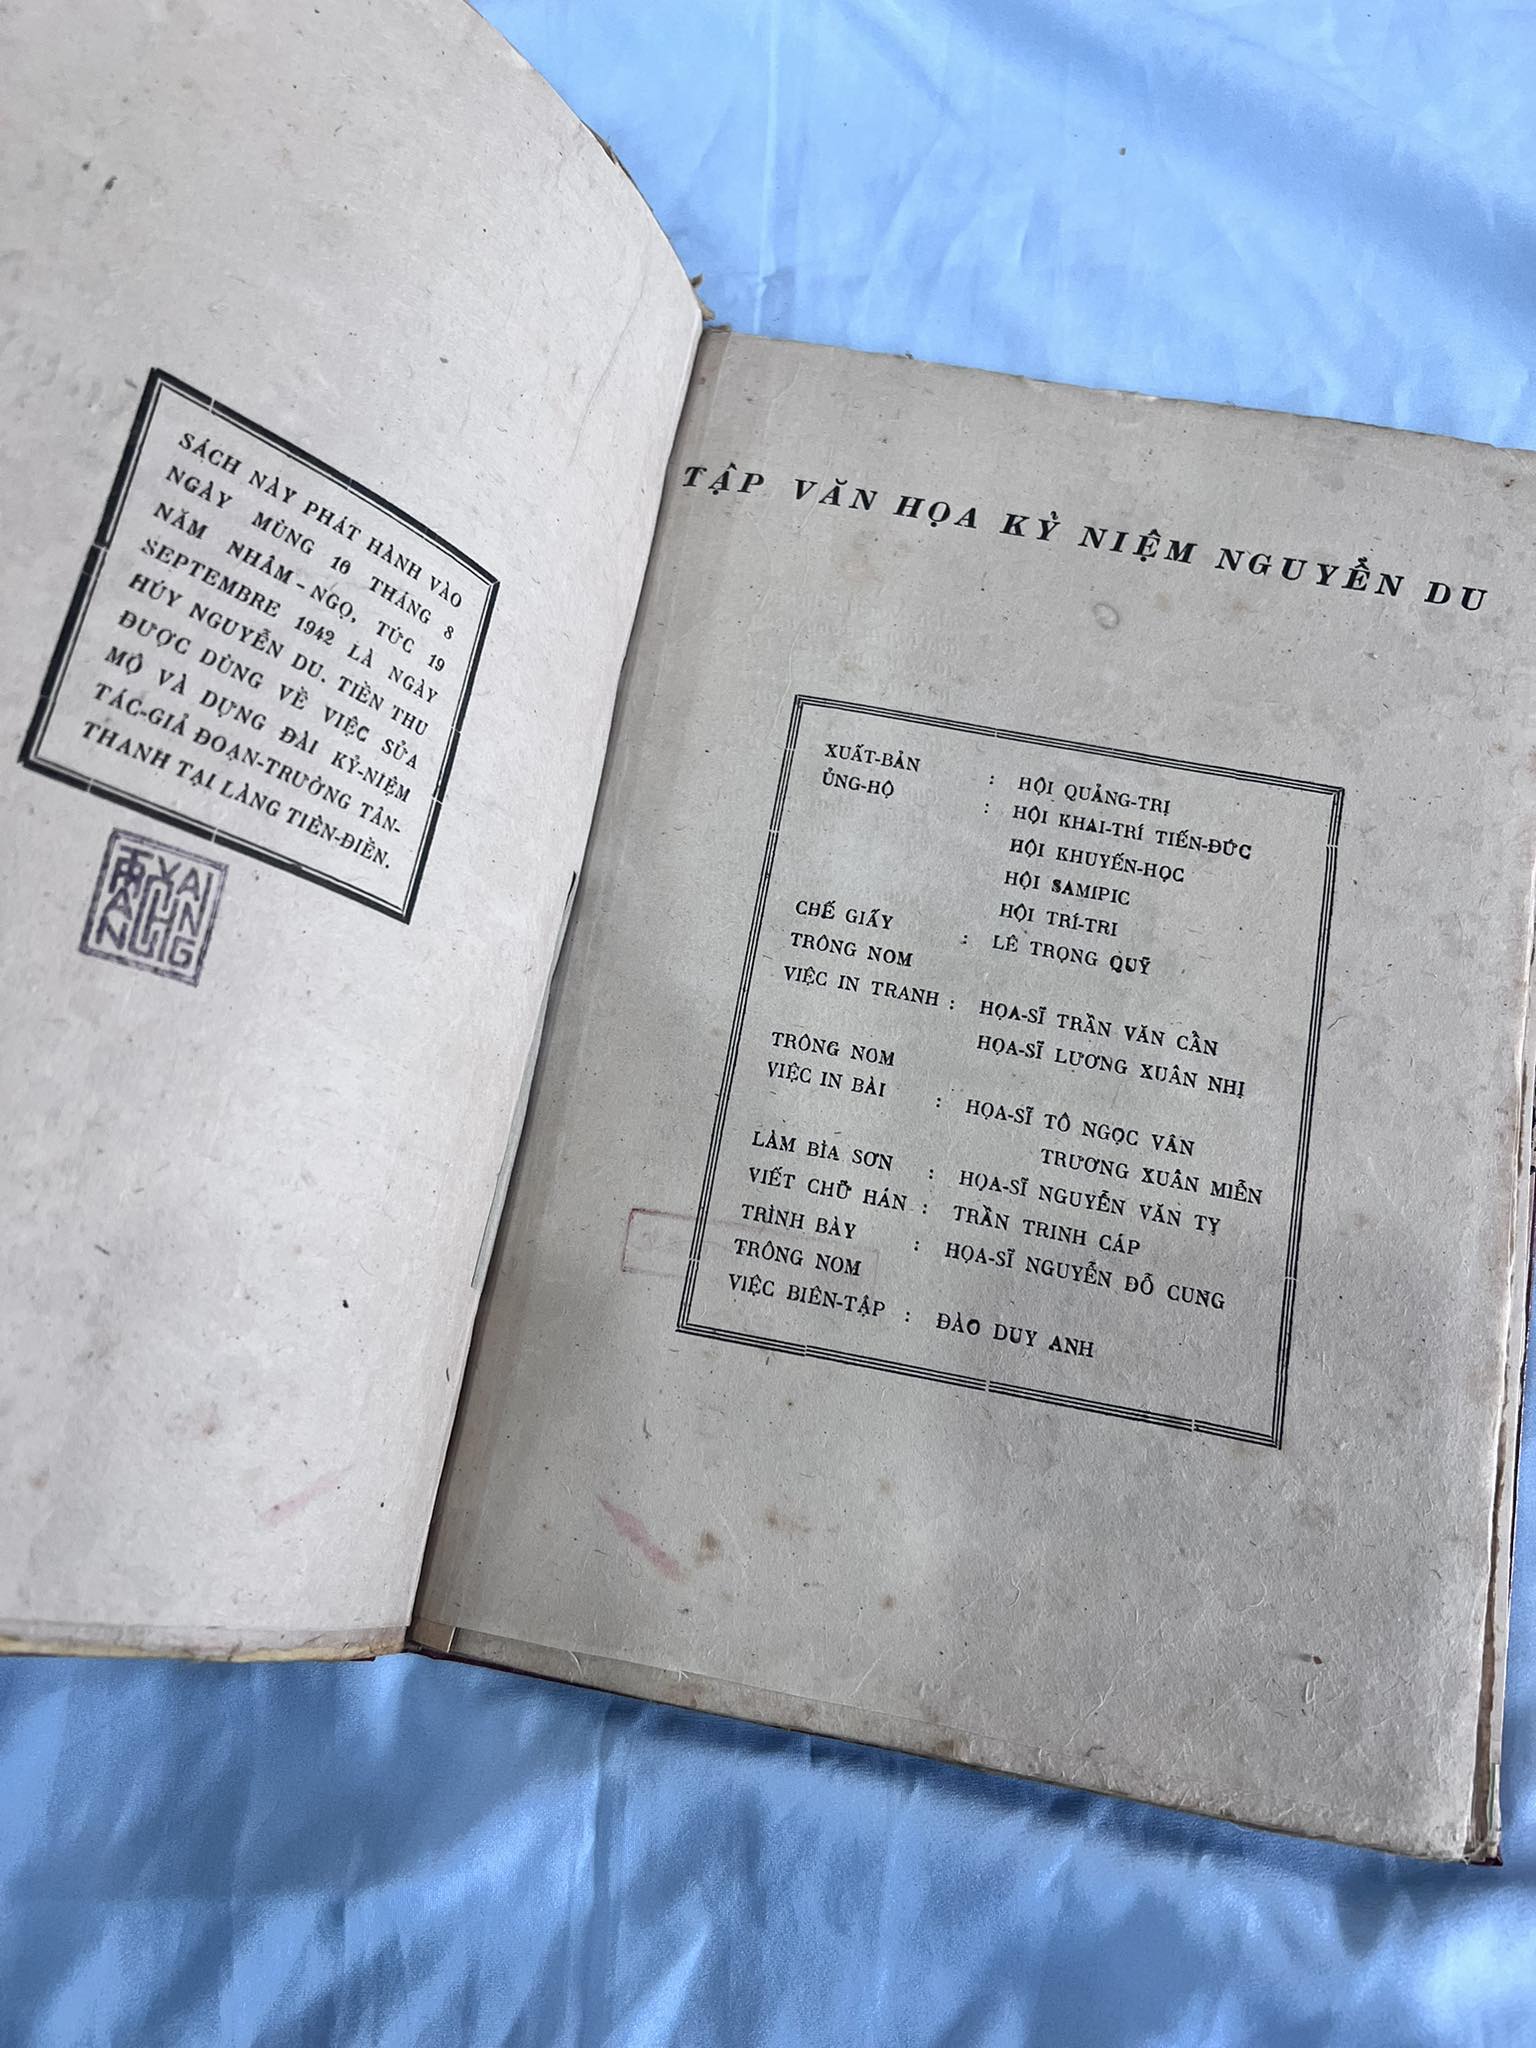 SÁCH NÀY PHÁT HÀNH VÀO
NGÀY MÙNG 10 THÁNG 8
NĂM NHÂM-NGỌ, TỨC 19
SEPTEMBRE 1942 LÀ NGÀY
HÚY NGUYỄN DU. TIỀN THU
ĐƯỢC DÙNG VỀ VIỆC SỬA
MỘ VÀ DỰNG ĐÀI KỶ-NIỆM
TÁC-GIẢ ĐOẠN-TRƯỜNG TÂN-
THANH TẠI LÀNG TIÊN-ĐIỀN.
TẬP VĂN HỌA KỶ NIỆM NGUYỄN DU
XUẤT-BẢN : HỘI QUẢNG-TRỊ
ỦNG-HỘ : HỘI KHAI-TRÍ TIẾN-ĐỨC
HỘI KHUYẾN-HỌC
HỘI SAMIPIC
HỘI TRÍ-TRI
CHẾ GIẤY : LÊ TRỌNG QUỸ
TRÔNG NOM
VIỆC IN TRANH : HỌA-SĨ TRẦN VĂN CẨN
HỌA-SĨ LƯƠNG XUÂN NHỊ
TRÔNG NOM
VIỆC IN BÀI : HỌA-SĨ TÔ NGỌC VÂN
TRƯƠNG XUÂN MIỄN
LÀM BÌA SƠN : HỌA-SĨ NGUYỄN VĂN TỴ
VIẾT CHỮ HÁN : TRẦN TRINH CÁP
TRÌNH BÀY : HỌA-SĨ NGUYỄN ĐỖ CUNG
TRÔNG NOM
VIỆC BIÊN-TẬP : ĐÀO DUY ANH